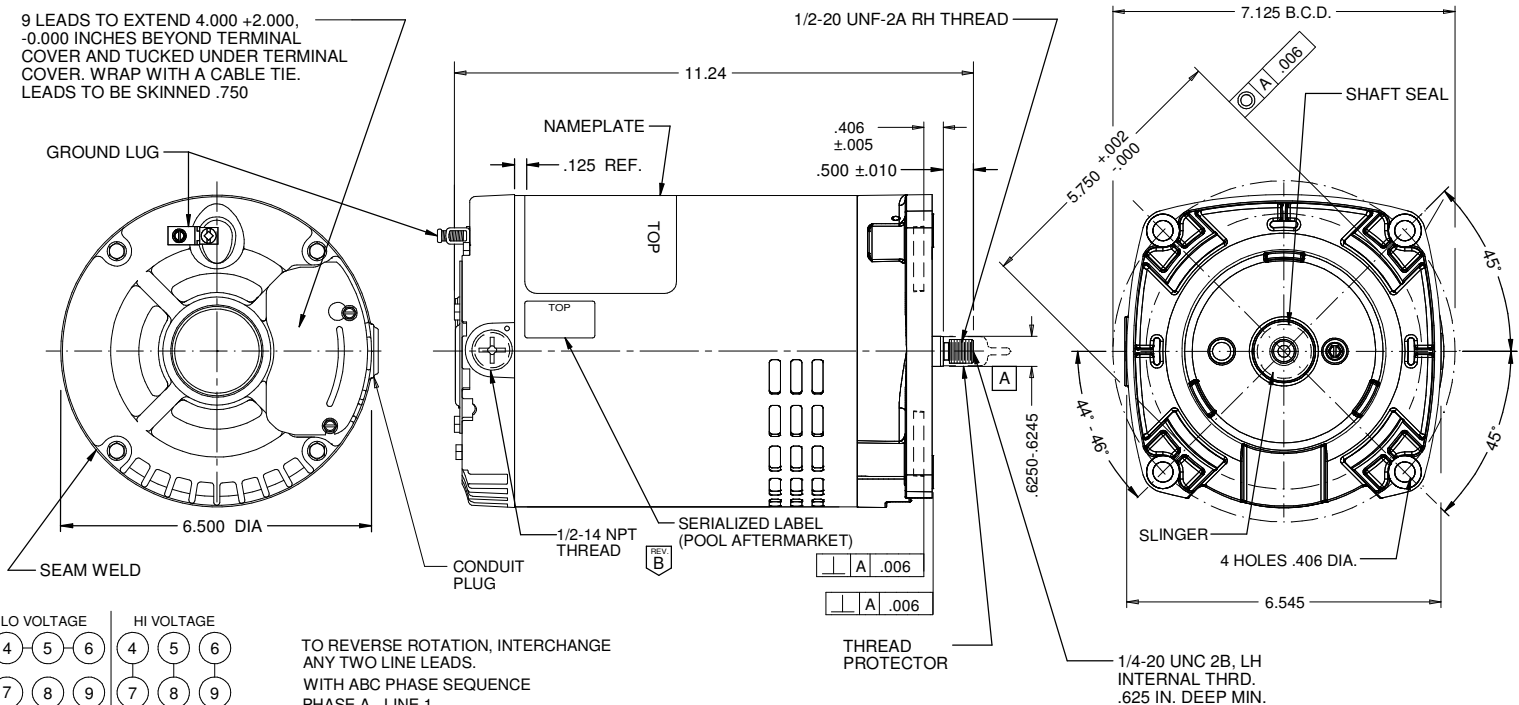 9 LEADS TO EXTEND 4.000 +2.000,
-0.000 INCHES BEYOND TERMINAL
COVER AND TUCKED UNDER TERMINAL
COVER. WRAP WITH A CABLE TIE.
LEADS TO BE SKINNED .750
GROUND LUG
6.500 DIA
SEAM WELD
CONDUIT
PLUG
1/2-20 UNF-2A RH THREAD
11.24
NAMEPLATE
.125 REF.
.406
±.005
.500 ±.010
TOP
TOP
A
.6250-.6245
1/2-14 NPT
THREAD
REV.
B
SERIALIZED LABEL
(POOL AFTERMARKET)
⊥ A .006
⊥ A .006
THREAD
PROTECTOR
1/4-20 UNC 2B, LH
INTERNAL THRD.
.625 IN. DEEP MIN.
7.125 B.C.D.
◎ A .006
5.750 +.002
-.000
SHAFT SEAL
45°
45°
44° - 46°
SLINGER
4 HOLES .406 DIA.
6.545
LO VOLTAGE
4 5 6
7 8 9
HI VOLTAGE
4 5 6
7 8 9
TO REVERSE ROTATION, INTERCHANGE
ANY TWO LINE LEADS.
WITH ABC PHASE SEQUENCE
PHASE A - LINE 1